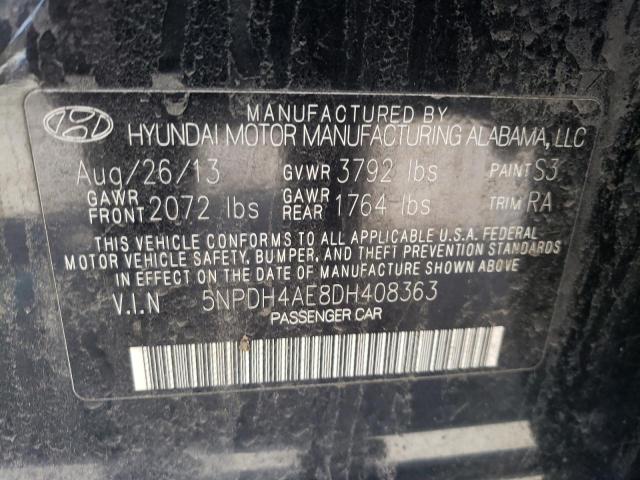 MANUFACTURED BY
HYUNDAI MOTOR MANUFACTURING ALABAMA, LLC
Aug/26/13 GVWR 3792 lbs PAINT S3
GAWR FRONT 2072 lbs GAWR REAR 1764 lbs TRIM RA
THIS VEHICLE CONFORMS TO ALL APPLICABLE U.S.A. FEDERAL
MOTOR VEHICLE SAFETY, BUMPER, AND THEFT PREVENTION STANDARDS
IN EFFECT ON THE DATE OF MANUFACTURE SHOWN ABOVE
V.I.N 5NPDH4AE8DH408363
PASSENGER CAR